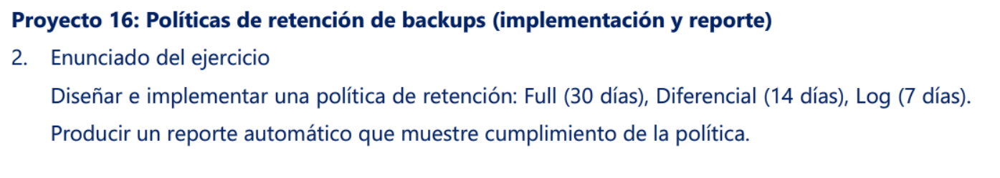 Proyecto 16: Políticas de retención de backups (implementación y reporte)
2. Enunciado del ejercicio
Diseñar e implementar una política de retención: Full (30 días), Diferencial (14 días), Log (7 días).
Producir un reporte automático que muestre cumplimiento de la política.